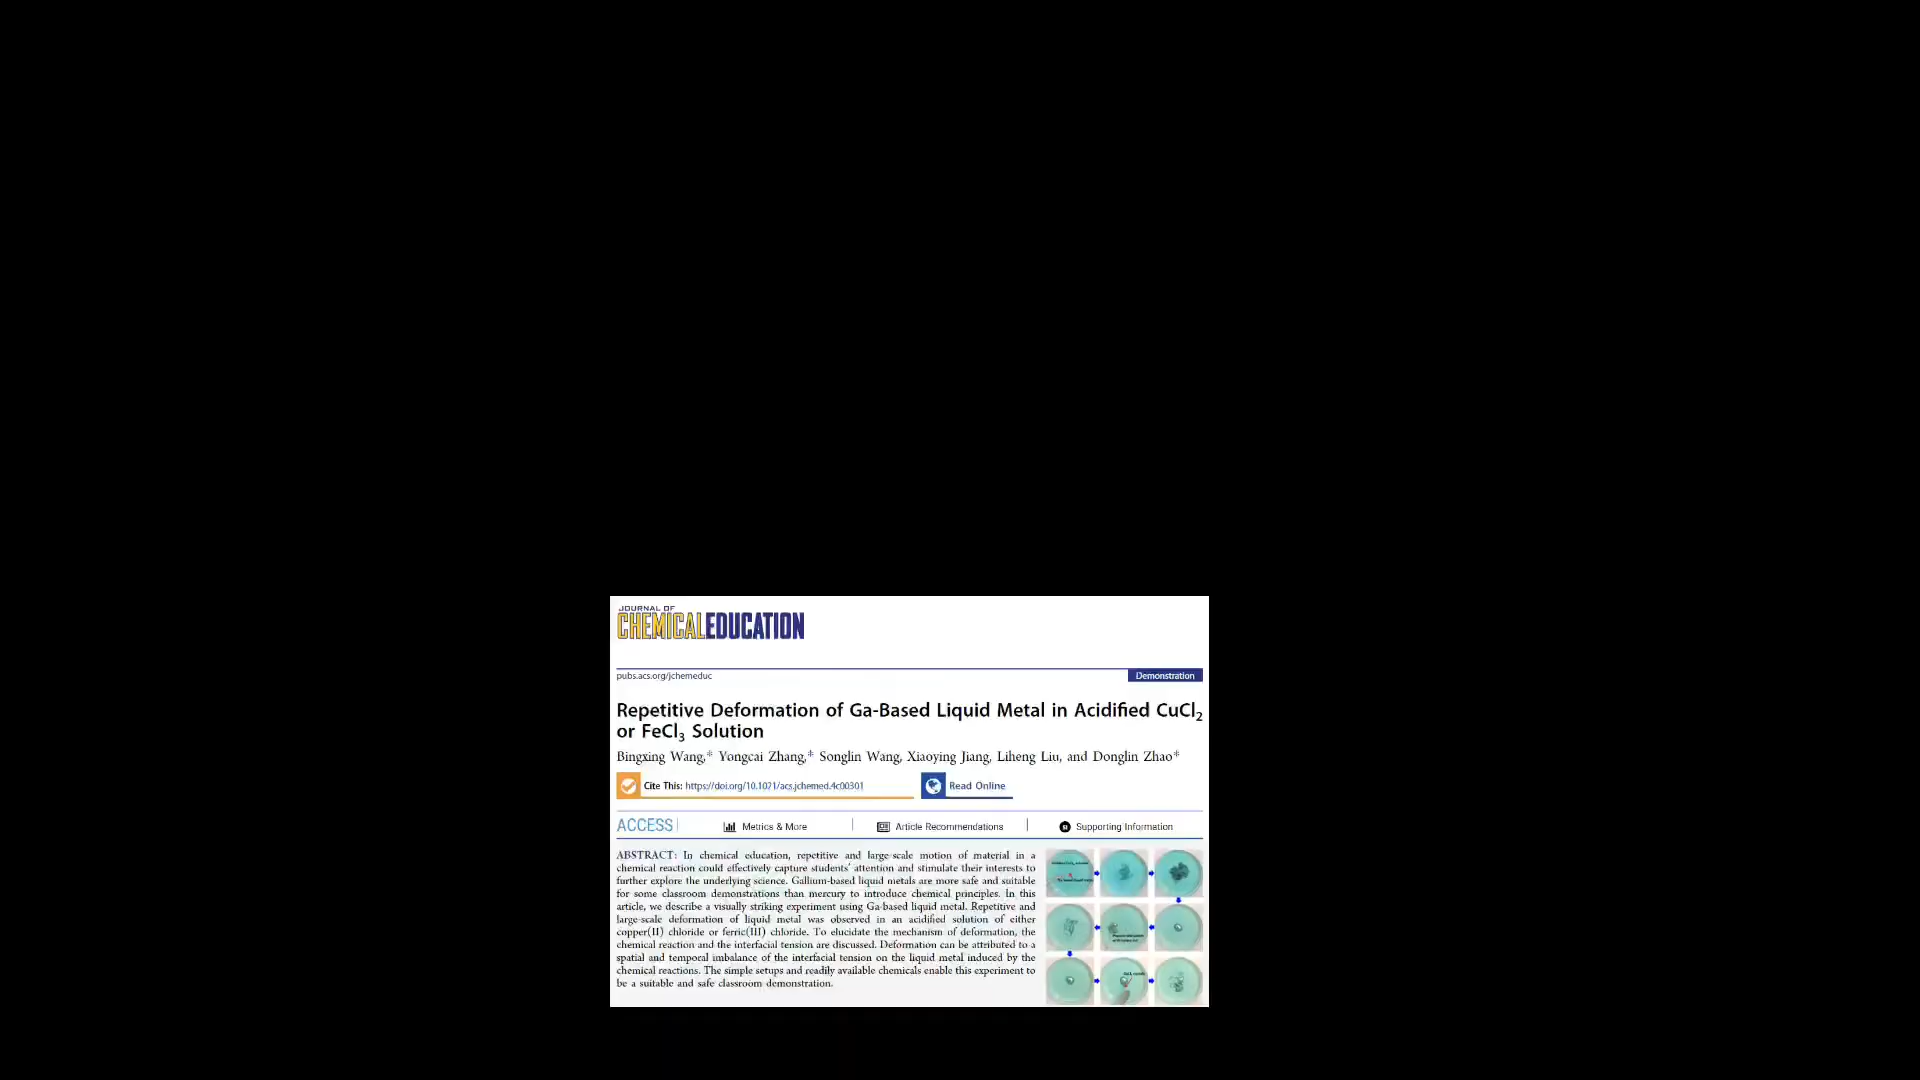 JOURNAL OF
CHEMICALEDUCATION
pubs.acs.org/jchemeduc
Demonstration
Repetitive Deformation of Ga-Based Liquid Metal in Acidified CuCl₂
or FeCl₃ Solution
Bingxing Wang,* Yongcai Zhang,* Songlin Wang, Xiaoying Jiang, Liheng Liu, and Donglin Zhao*
Cite This: https://doi.org/10.1021/acs.jchemed.4c00301
Read Online
ACCESS
Metrics & More
Article Recommendations
Supporting Information
ABSTRACT: In chemical education, repetitive and large-scale motion of material in a
chemical reaction could effectively capture students' attention and stimulate their interests to
further explore the underlying science. Gallium-based liquid metals are more safe and suitable
for some classroom demonstrations than mercury to introduce chemical principles. In this
article, we describe a visually striking experiment using Ga-based liquid metal. Repetitive and
large-scale deformation of liquid metal was observed in an acidified solution of either
copper(II) chloride or ferric(III) chloride. To elucidate the mechanism of deformation, the
chemical reaction and the interfacial tension are discussed. Deformation can be attributed to a
spatial and temporal imbalance of the interfacial tension on the liquid metal induced by the
chemical reactions. The simple setups and readily available chemicals enable this experiment to
be a suitable and safe classroom demonstration.